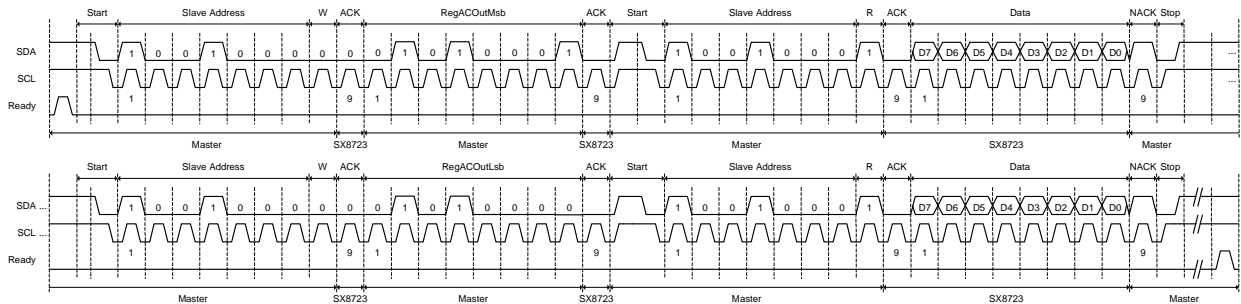 Start Slave Address W ACK RegACOutMsb ACK Start Slave Address R ACK Data NACK Stop
SDA 1 0 0 1 0 0 0 0 0 0 1 0 1 0 0 0 1 1 0 0 1 0 0 0 1 D7 D6 D5 D4 D3 D2 D1 D0 ...
SCL ...
1 9 1 9 1 9 1 9
Ready
Master SX8723 Master SX8723 Master SX8723 Master
Start Slave Address W ACK RegACOutLsb ACK Start Slave Address R ACK Data NACK Stop
SDA ... 1 0 0 1 0 0 0 0 0 0 1 0 1 0 0 0 0 1 0 0 1 0 0 0 1 D7 D6 D5 D4 D3 D2 D1 D0
SCL ...
1 9 1 9 1 9 1 9
Ready
Master SX8723 Master SX8723 Master SX8723 Master